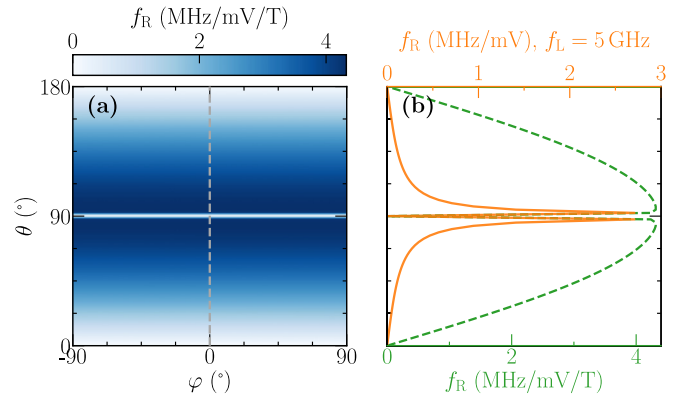 f_R (MHz/mV/T)
0 2 4
f_R (MHz/mV), f_L = 5 GHz
0 1 2 3
(a)
(b)
180
90
0
θ (°)
-90 0 90
φ (°)
0 2 4
f_R (MHz/mV/T)